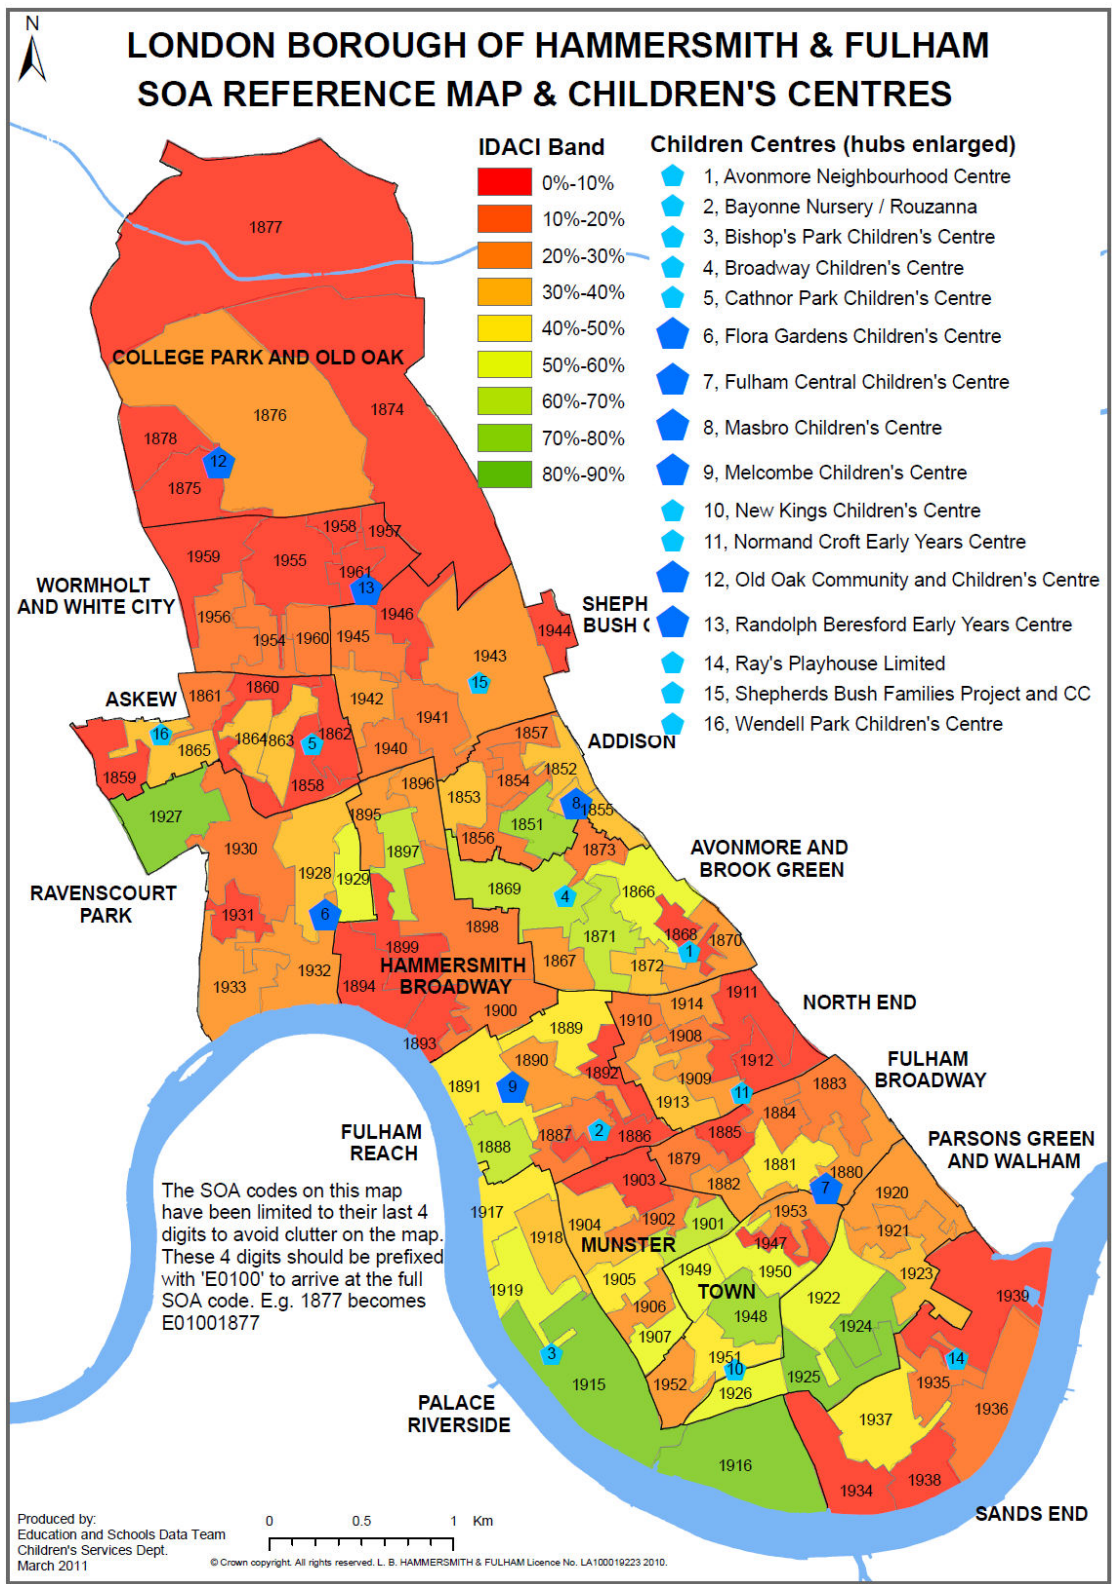 N
LONDON BOROUGH OF HAMMERSMITH & FULHAM
SOA REFERENCE MAP & CHILDREN'S CENTRES
IDACI Band
0%-10%
10%-20%
20%-30%
30%-40%
40%-50%
50%-60%
60%-70%
70%-80%
80%-90%
Children Centres (hubs enlarged)
1, Avonmore Neighbourhood Centre
2, Bayonne Nursery / Rouzanna
3, Bishop's Park Children's Centre
4, Broadway Children's Centre
5, Cathnor Park Children's Centre
6, Flora Gardens Children's Centre
7, Fulham Central Children's Centre
8, Masbro Children's Centre
9, Melcombe Children's Centre
10, New Kings Children's Centre
11, Normand Croft Early Years Centre
12, Old Oak Community and Children's Centre
13, Randolph Beresford Early Years Centre
14, Ray's Playhouse Limited
15, Shepherds Bush Families Project and CC
16, Wendell Park Children's Centre
1877
COLLEGE PARK AND OLD OAK
1876
1874
1878
12
1875
1958
1957
1959
1955
1961
13
WORMHOLT
AND WHITE CITY
1956
1954
1960
1945
1946
1944
SHEPH
BUSH
1943
15
ASKEW
1861
1860
1942
1941
1940
16
1865
1864
1863
5
1862
1859
1858
1857
ADDISON
1927
1896
1853
1854
1852
1895
1851
8
1855
1856
1930
1897
1873
AVONMORE AND
BROOK GREEN
RAVENSCOURT
PARK
1928
1929
1869
4
1866
1931
6
1898
1871
1868
1870
1
1899
HAMMERSMITH
BROADWAY
1867
1872
1932
1933
1894
1900
1893
NORTH END
1911
1914
1910
1908
1889
1912
FULHAM
BROADWAY
1890
1892
1891
9
1909
11
1883
1913
1884
FULHAM
REACH
1888
1887
2
1886
1885
PARSONS GREEN
AND WALHAM
1879
1881
1880
7
1903
1882
The SOA codes on this map
have been limited to their last 4
digits to avoid clutter on the map.
These 4 digits should be prefixed
with 'E0100' to arrive at the full
SOA code. E.g. 1877 becomes
E01001877
1917
1918
1904
1902
1901
MUNSTER
1953
1947
1920
1921
1919
1905
1949
1950
TOWN
1922
1923
1939
1906
1948
1924
1907
3
1951
10
14
1915
1952
1926
1925
1935
1936
1937
PALACE
RIVERSIDE
1916
1934
1938
SANDS END
Produced by:
Education and Schools Data Team
Children's Services Dept.
March 2011
0 0.5 1 Km
© Crown copyright. All rights reserved. L. B. HAMMERSMITH & FULHAM Licence No. LA100019223 2010.